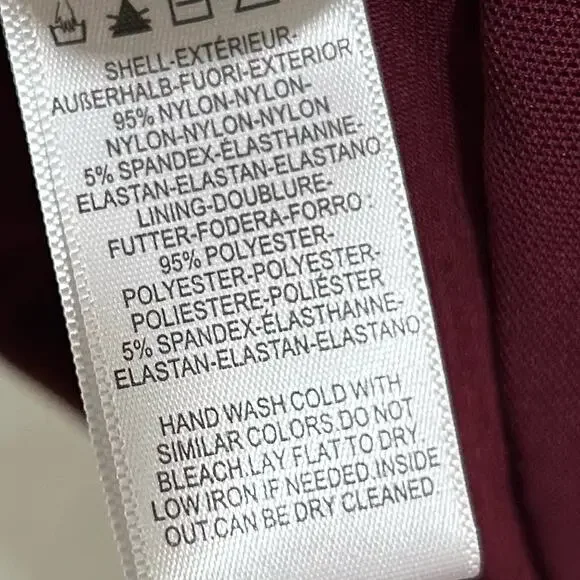 SHELL-EXTÉRIEUR-
AUßERHALB-FUORI-EXTERIOR :
95% NYLON-NYLON-
NYLON-NYLON-NYLON
5% SPANDEX-ÉLASTHANNE-
ELASTAN-ELASTAN-ELASTANO
LINING-DOUBLURE-
FUTTER-FODERA-FORRO :
95% POLYESTER-
POLYESTER-POLYESTER-
POLIESTERE-POLIÉSTER
5% SPANDEX-ÉLASTHANNE-
ELASTAN-ELASTAN-ELASTANO
HAND WASH COLD WITH
SIMILAR COLORS.DO NOT
BLEACH.LAY FLAT TO DRY.
LOW IRON IF NEEDED INSIDE
OUT.CAN BE DRY CLEANED.